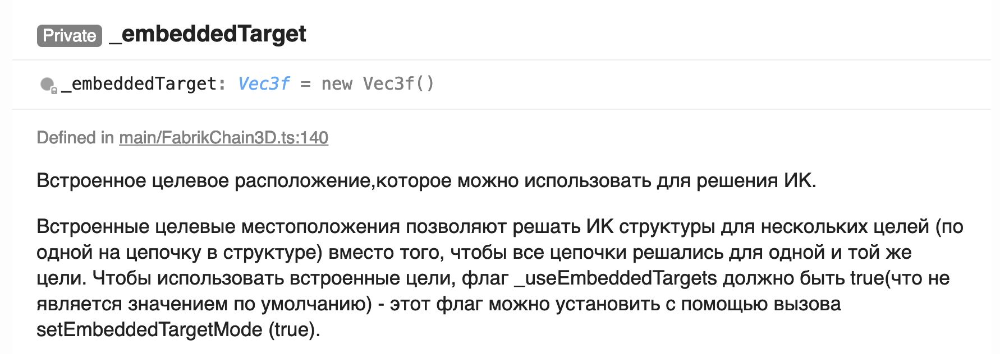 Private _embeddedTarget
_embeddedTarget: Vec3f = new Vec3f()
Defined in main/FabrikChain3D.ts:140
Встроенное целевое расположение,которое можно использовать для решения ИК.
Встроенные целевые местоположения позволяют решать ИК структуры для нескольких целей (по
одной на цепочку в структуре) вместо того, чтобы все цепочки решались для одной и той же
цели. Чтобы использовать встроенные цели, флаг _useEmbeddedTargets должно быть true(что не
является значением по умолчанию) - этот флаг можно установить с помощью вызова
setEmbeddedTargetMode (true).